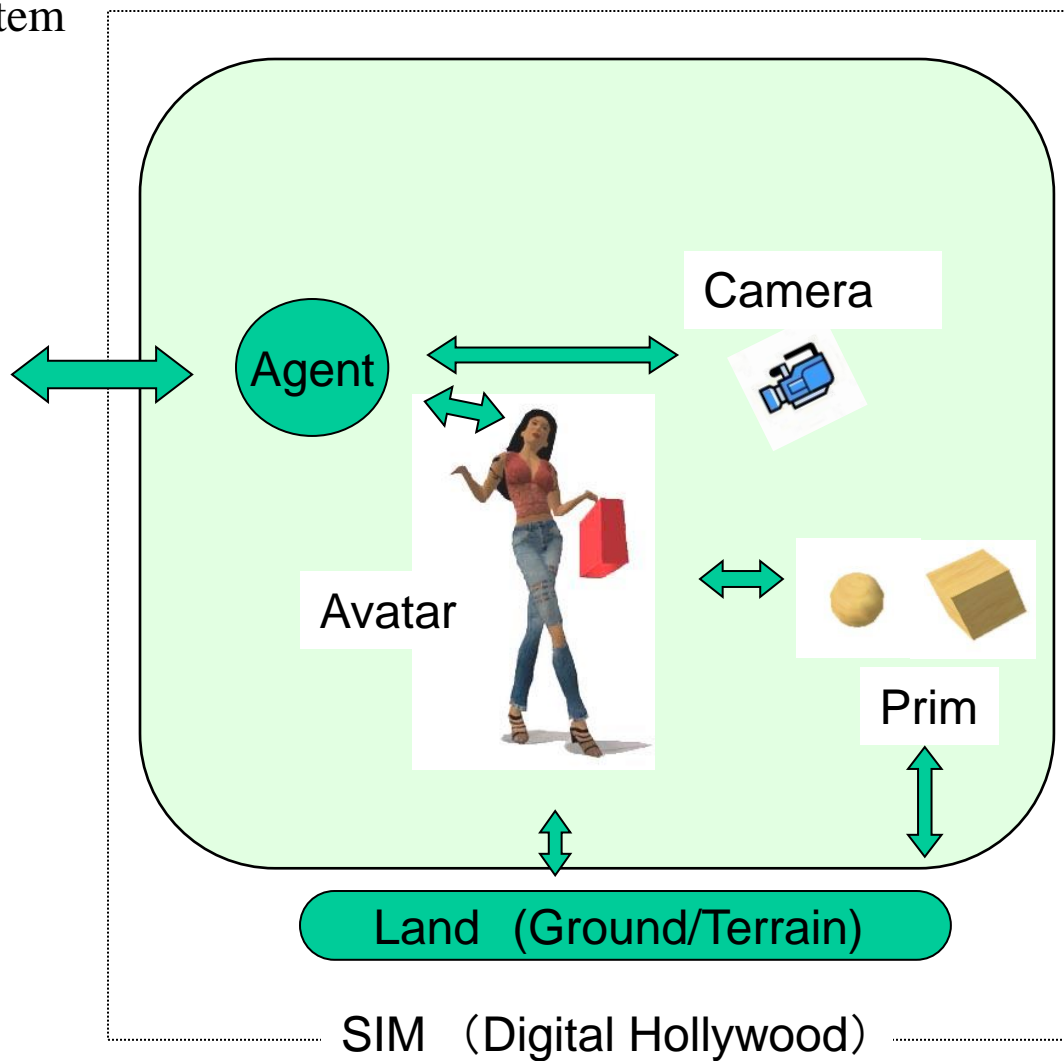 tem
Camera
Agent
Avatar
Prim
Land (Ground/Terrain)
SIM （Digital Hollywood）